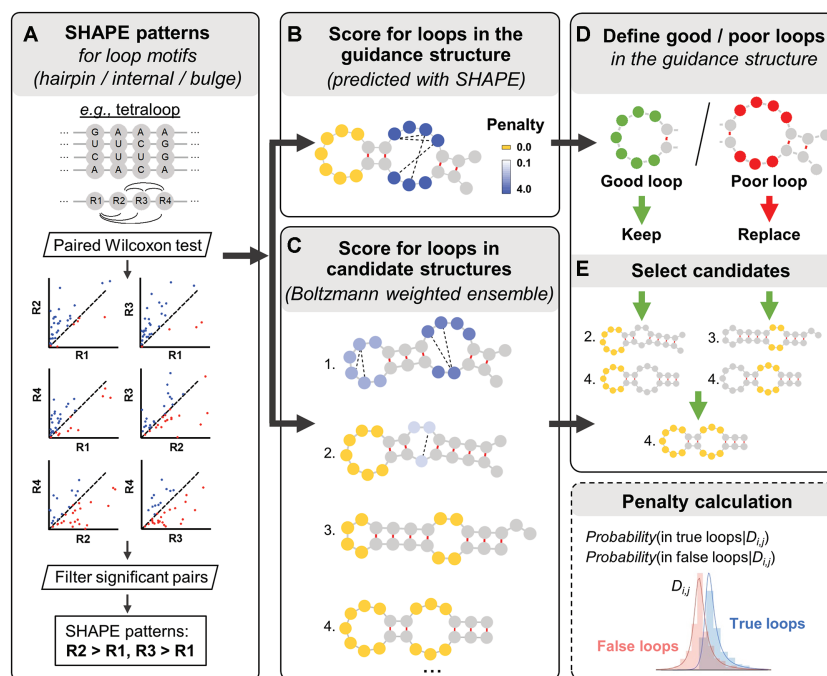 A SHAPE patterns
for loop motifs
(hairpin / internal / bulge)
e.g., tetraloop
... G A A A ...
... U U C G ...
... C U U G ...
... A A C A ...
... R1 R2 R3 R4 ...
Paired Wilcoxon test
R2
R1
R3
R1
R4
R1
R3
R2
R4
R2
R4
R3
Filter significant pairs
SHAPE patterns:
R2 > R1, R3 > R1
B Score for loops in
the guidance structure
(predicted with SHAPE)
Penalty
0.0
0.1
4.0
C Score for loops in
candidate structures
(Boltzmann weighted ensemble)
1.
2.
3.
4.
...
D Define good / poor loops
in the guidance structure
Good loop
Poor loop
Keep
Replace
E Select candidates
2.
3.
4.
4.
4.
Penalty calculation
Probability(in true loops|Di,j)
Probability(in false loops|Di,j)
Di,j
True loops
False loops